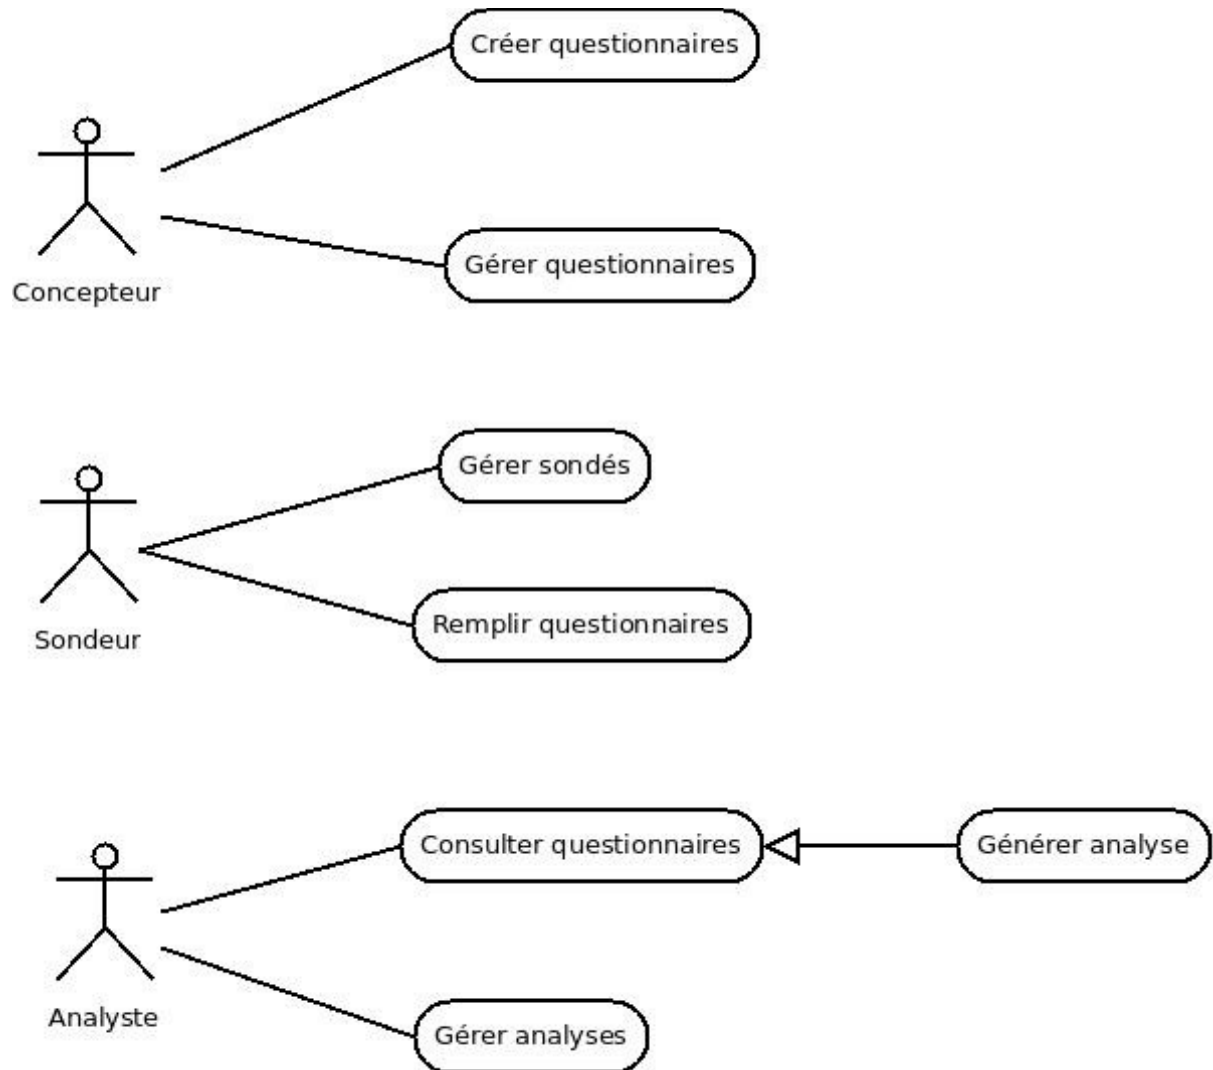 Créer questionnaires
Concepteur
Gérer questionnaires
Gérer sondés
Sondeur
Remplir questionnaires
Consulter questionnaires
Générer analyse
Analyste
Gérer analyses